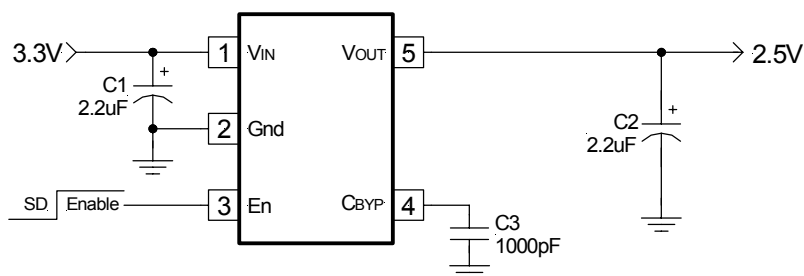 3.3V 1 VIN VOUT 5 2.5V
C1
2.2uF
+
2 Gnd
C2
2.2uF
+
SD Enable 3 En CBYP 4
C3
1000pF